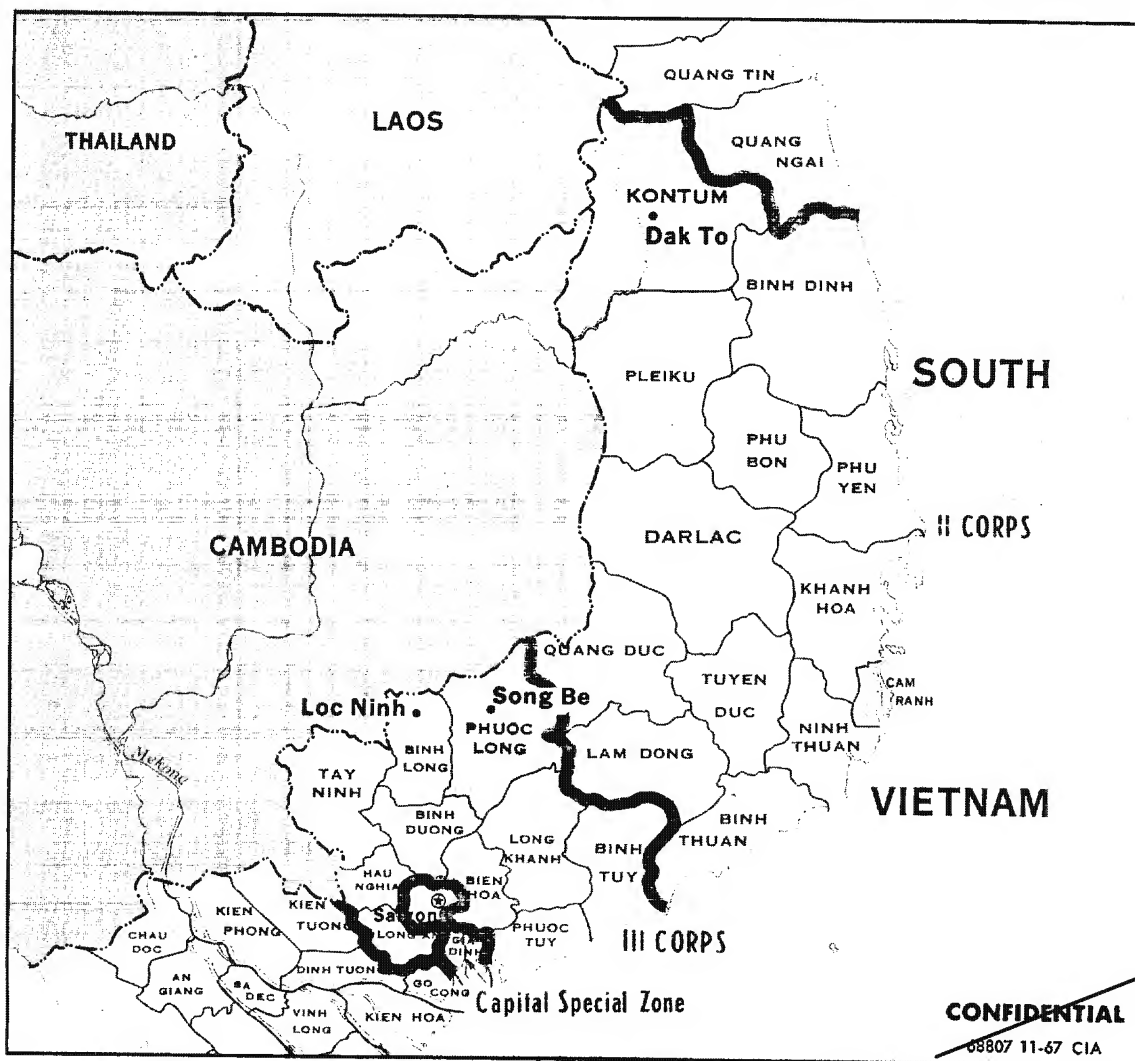 QUANG TIN
THAILAND
LAOS
QUANG
NGAI
KONTUM
Dak To
BINH DINH
SOUTH
PLEIKU
PHU
BON
PHU
YEN
II CORPS
DARLAC
CAMBODIA
KHANH
HOA
QUANG DUC
TUYEN
DUC
CAM
RANH
Song Be
Loc Ninh
PHUOC
LONG
NINH
THUAN
BINH
LONG
LAM DONG
Mekong
TAY
NINH
VIETNAM
BINH
THUAN
BINH
DUONG
LONG
KHANH
BINH
TUY
HAU
NGHIA
BIEN
HOA
Saigon
KIEN
PHONG
KIEN
TUONG
LONG AN
GIA
DINH
PHUOC
TUY
III CORPS
CHAU
DOC
DINH TUONG
AN
GIANG
SA
DEC
GO
CONG
Capital Special Zone
VINH
LONG
KIEN HOA
CONFIDENTIAL
68807 11-67 CIA